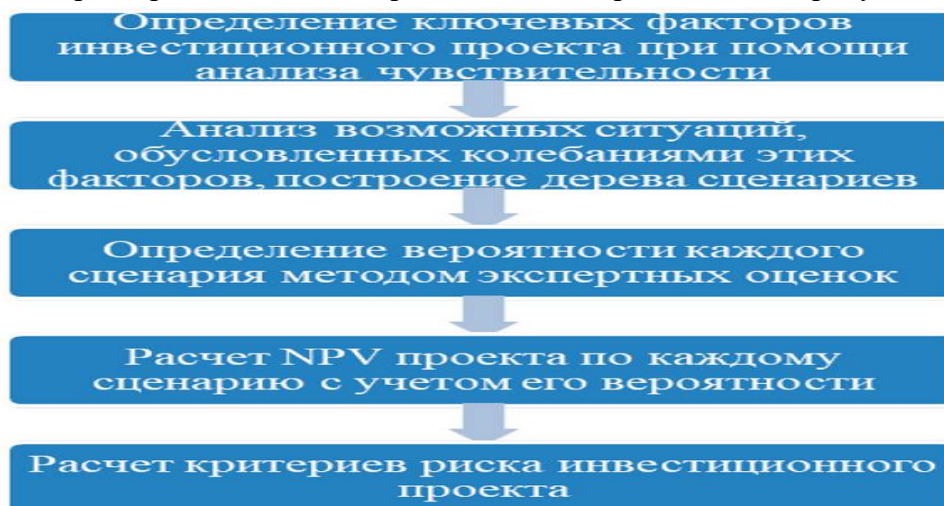 Определение ключевых факторов
инвестиционного проекта при помощи
анализа чувствительности
Анализ возможных ситуаций,
обусловленных колебаниями этих
факторов, построение дерева сценариев
Определение вероятности каждого
сценария методом экспертных оценок
Расчет NPV проекта по каждому
сценарию с учетом его вероятности
Расчет критериев риска инвестиционного
проекта